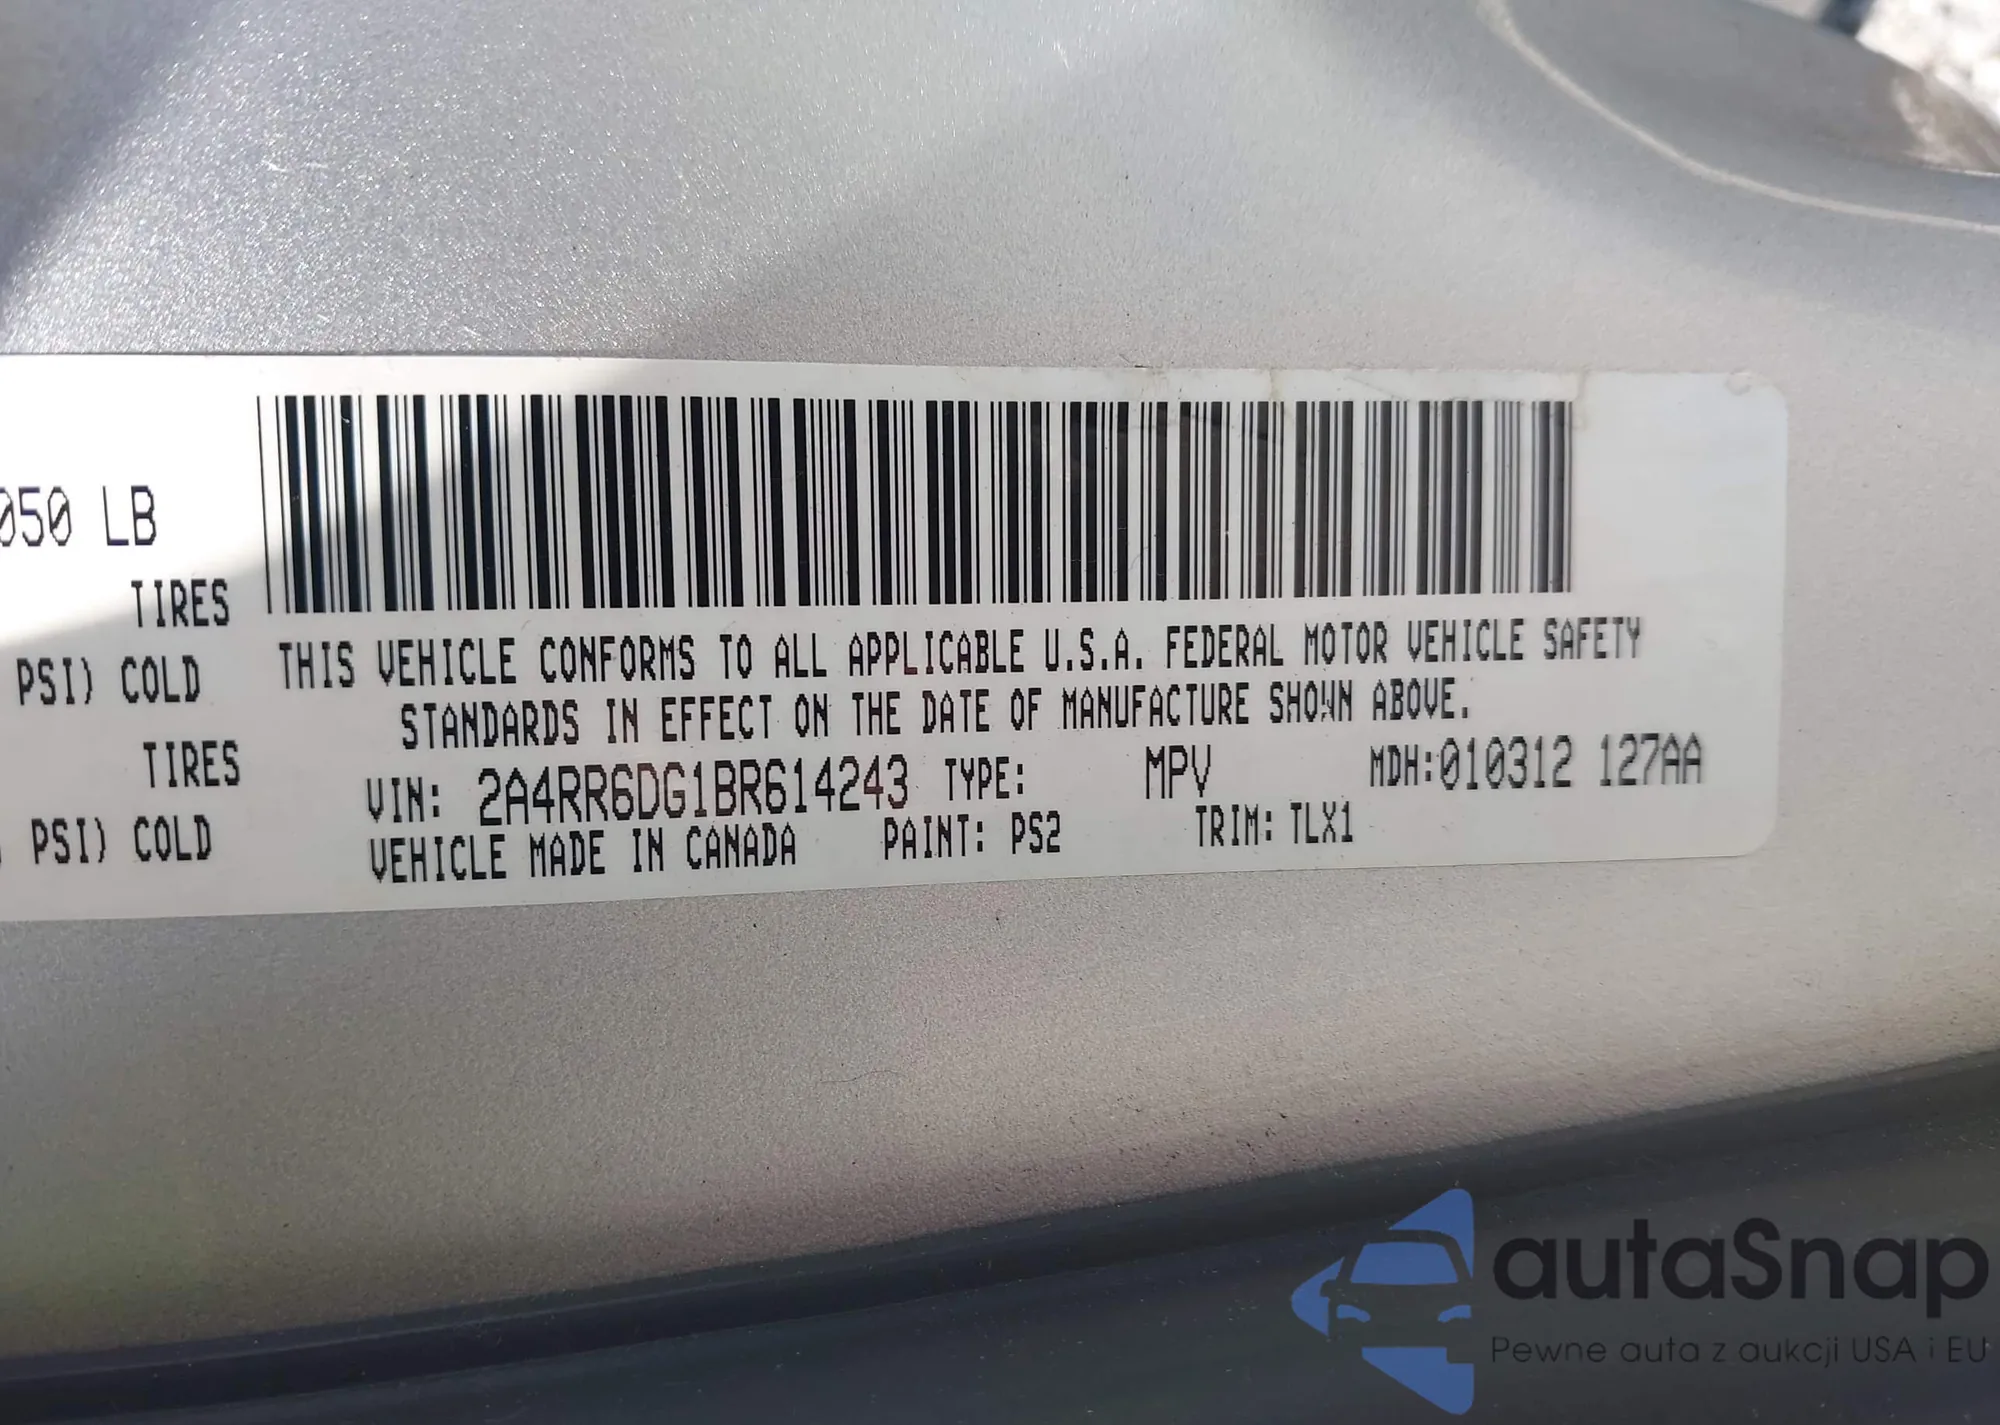 050 LB
TIRES
PSI) COLD
TIRES
PSI) COLD
THIS VEHICLE CONFORMS TO ALL APPLICABLE U.S.A. FEDERAL MOTOR VEHICLE SAFETY
STANDARDS IN EFFECT ON THE DATE OF MANUFACTURE SHOWN ABOVE.
VIN: 2A4RR6DG1BR614243 TYPE: MPV MDH:010312 127AA
VEHICLE MADE IN CANADA PAINT: PS2 TRIM: TLX1
autaSnap
Pewne auta z aukcji USA i EU